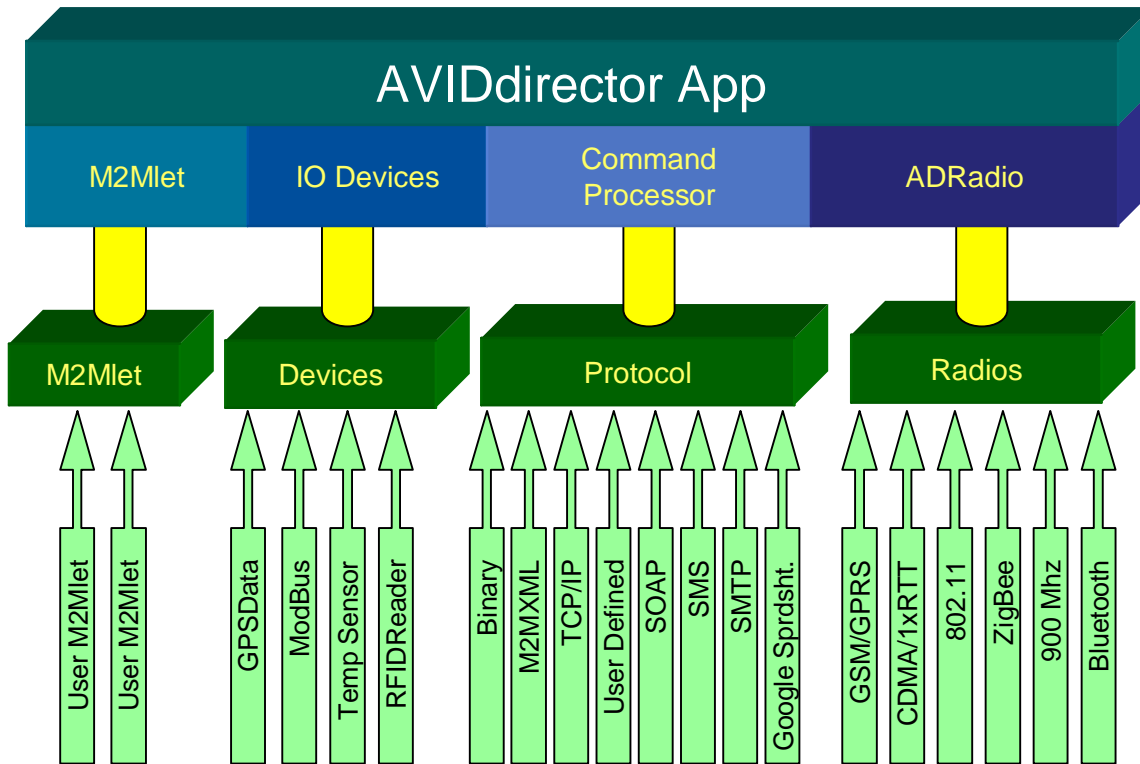 AVIDdirector App
M2Mlet
IO Devices
Command
Processor
ADRadio
M2Mlet
Devices
Protocol
Radios
User M2Mlet
User M2Mlet
GPSData
ModBus
Temp Sensor
RFIDReader
Binary
M2MXML
TCP/IP
User Defined
SOAP
SMS
SMTP
Google Sprdsht.
GSM/GPRS
CDMA/1xRTT
802.11
ZigBee
900 Mhz
Bluetooth